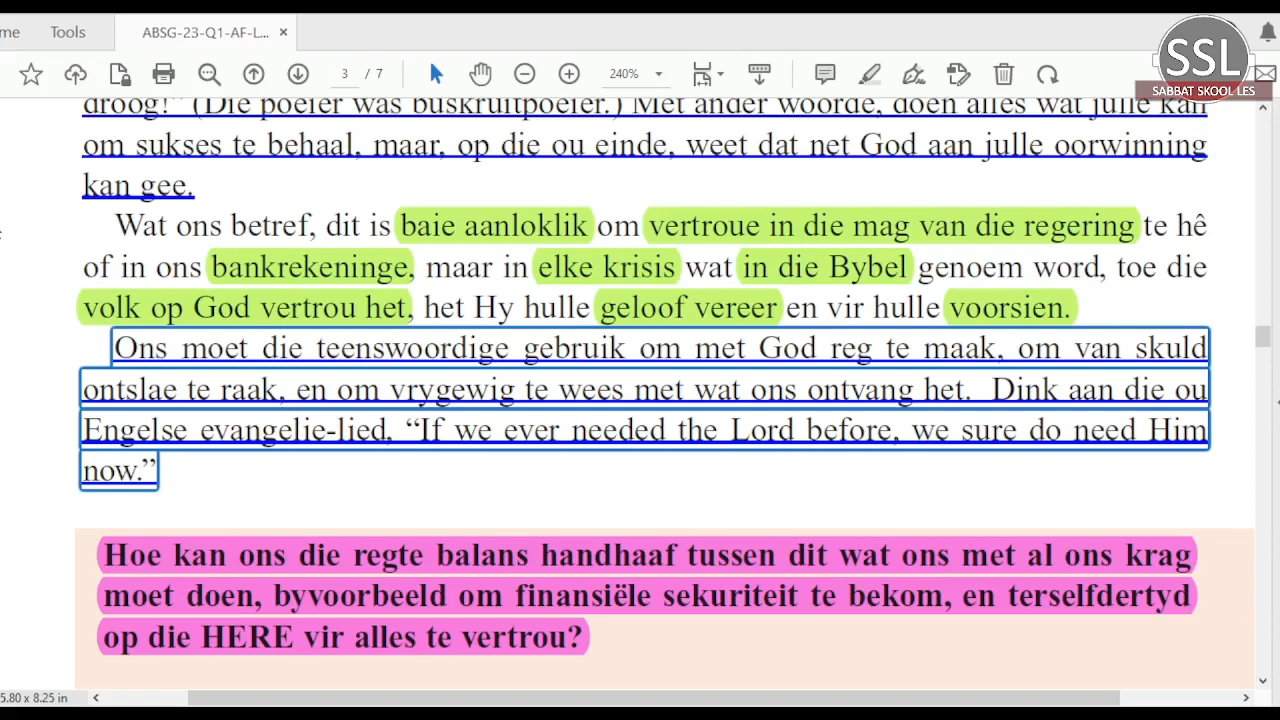 me
Tools
ABSG-23-Q1-AF-L...
×
SSL
SABBAT SKOOL LES
3 / 7
240%
droog!” (Die poeier was buskruitpoeier.) Met ander woorde, doen alles wat julle kan
om sukses te behaal, maar, op die ou einde, weet dat net God aan julle oorwinning
kan gee.
Wat ons betref, dit is baie aanloklik om vertroue in die mag van die regering te hê
of in ons bankrekeninge, maar in elke krisis wat in die Bybel genoem word, toe die
volk op God vertrou het, het Hy hulle geloof vereer en vir hulle voorsien.
Ons moet die teenswoordige gebruik om met God reg te maak, om van skuld
ontslae te raak, en om vrygewig te wees met wat ons ontvang het. Dink aan die ou
Engelse evangelie-lied, “If we ever needed the Lord before, we sure do need Him
now.”
Hoe kan ons die regte balans handhaaf tussen dit wat ons met al ons krag
moet doen, byvoorbeeld om finansiële sekuriteit te bekom, en terselfdertyd
op die HERE vir alles te vertrou?
5.80 x 8.25 in